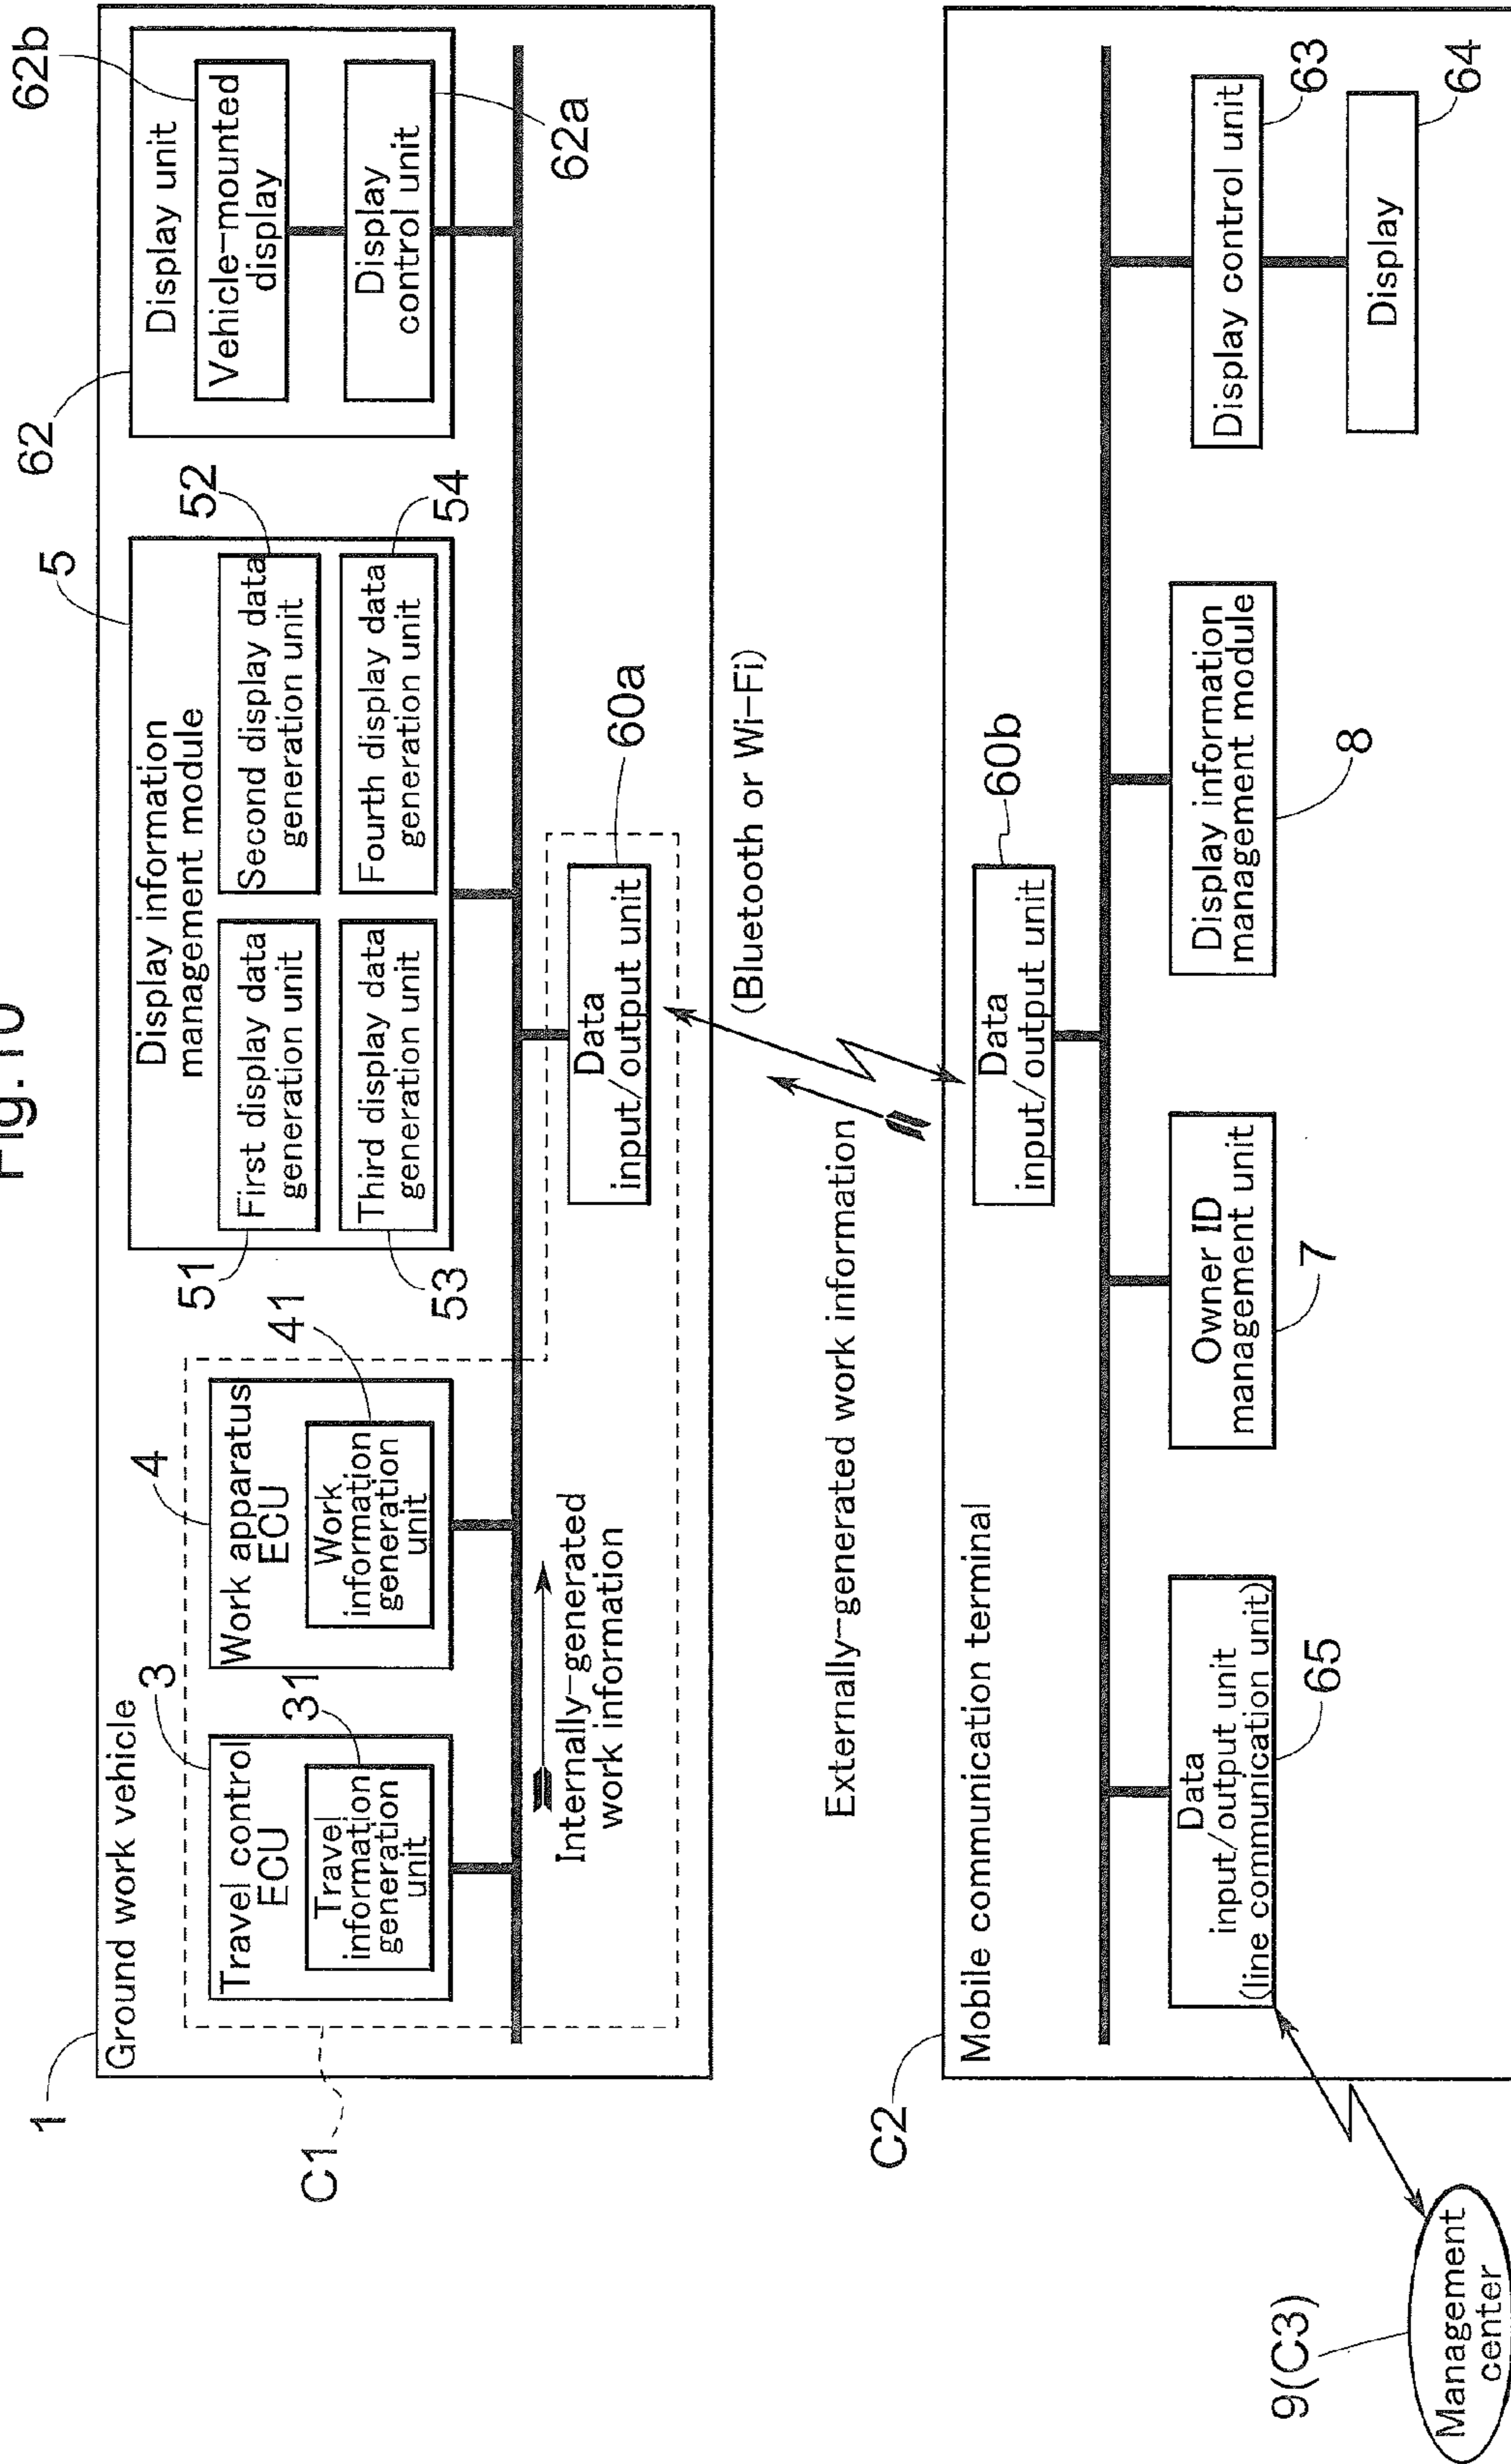 Fig.10
1
Ground work vehicle
C1
3
Travel control
ECU
31
Travel
information
generation
unit
4
Work apparatus
ECU
41
Work
information
generation
unit
Internally-generated
work information
5
Display information
management module
51
First display data
generation unit
52
Second display data
generation unit
53
Third display data
generation unit
54
Fourth display data
generation unit
62
Display unit
62b
Vehicle-mounted
display
Display
control unit
62a
Data
input/output unit
60a
(Bluetooth or Wi-Fi)
Externally-generated work information
C2
Mobile communication terminal
Data
input/output unit
60b
Data
input/output unit
(line communication unit)
65
Owner ID
management unit
7
Display information
management module
8
Display control unit
63
Display
64
9(C3)
Management
center